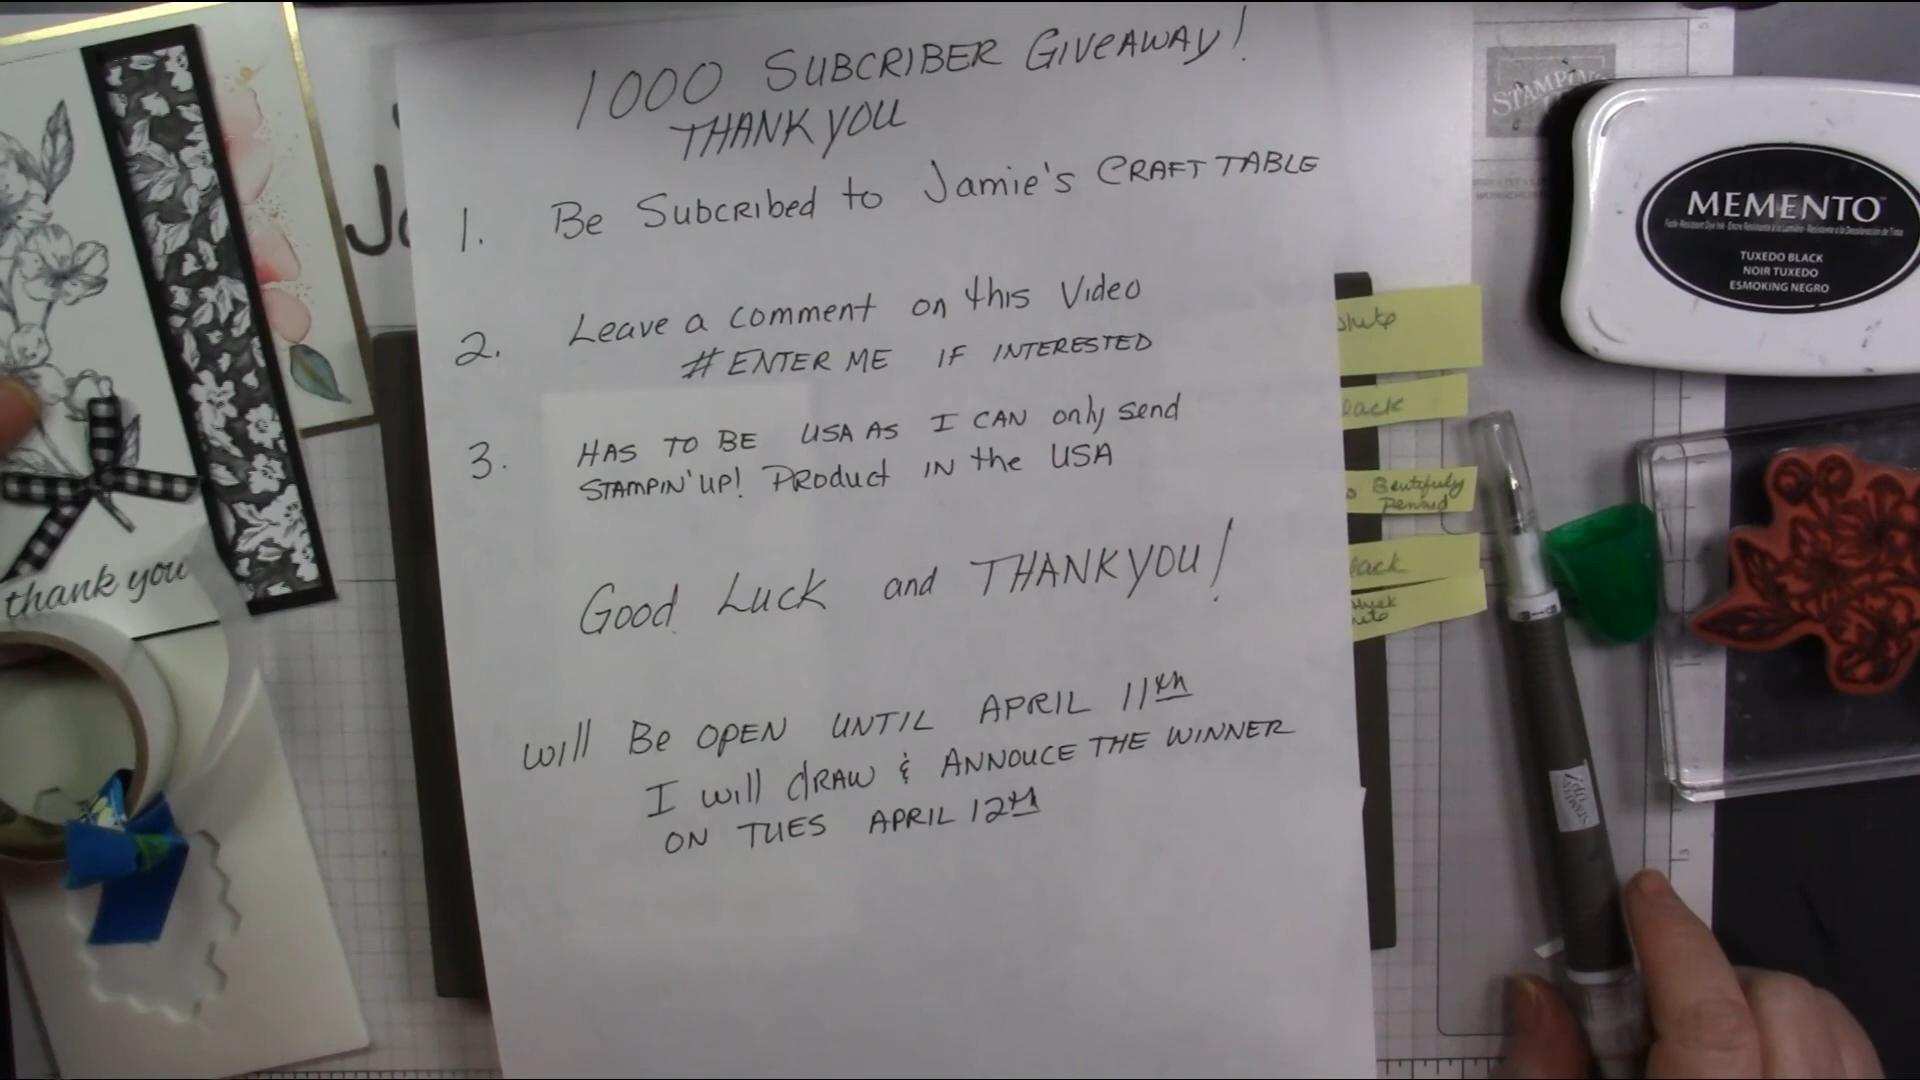 1000 SUBCRIBER GIVEAWAY!
THANK YOU
1. Be Subcribed to Jamie's CRAFT TABLE
2. Leave a comment on this Video
# ENTER ME IF INTERESTED
3. HAS TO BE USA AS I CAN only send
STAMPIN' UP! PRODuct IN the USA
Good Luck and THANK YOU!
will Be OPEN UNTIL APRIL 11th
I will dRAW & ANNOUCE THE WINNER
ON TUES APRIL 12th
thank you
STAMPIN'
MEMENTO
TUXEDO BLACK
NOIR TUXEDO
ESMOKING NEGRO
Beutifully
Penned